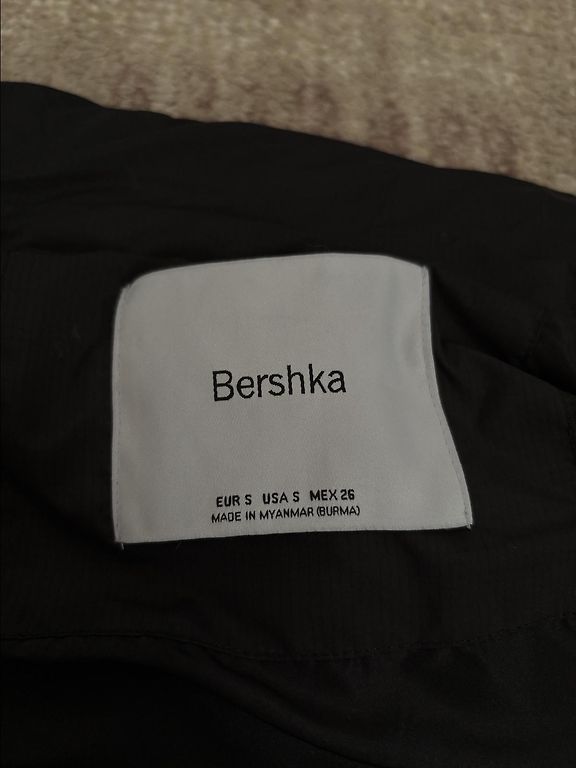 Bershka
EUR S USA S MEX 26
MADE IN MYANMAR (BURMA)